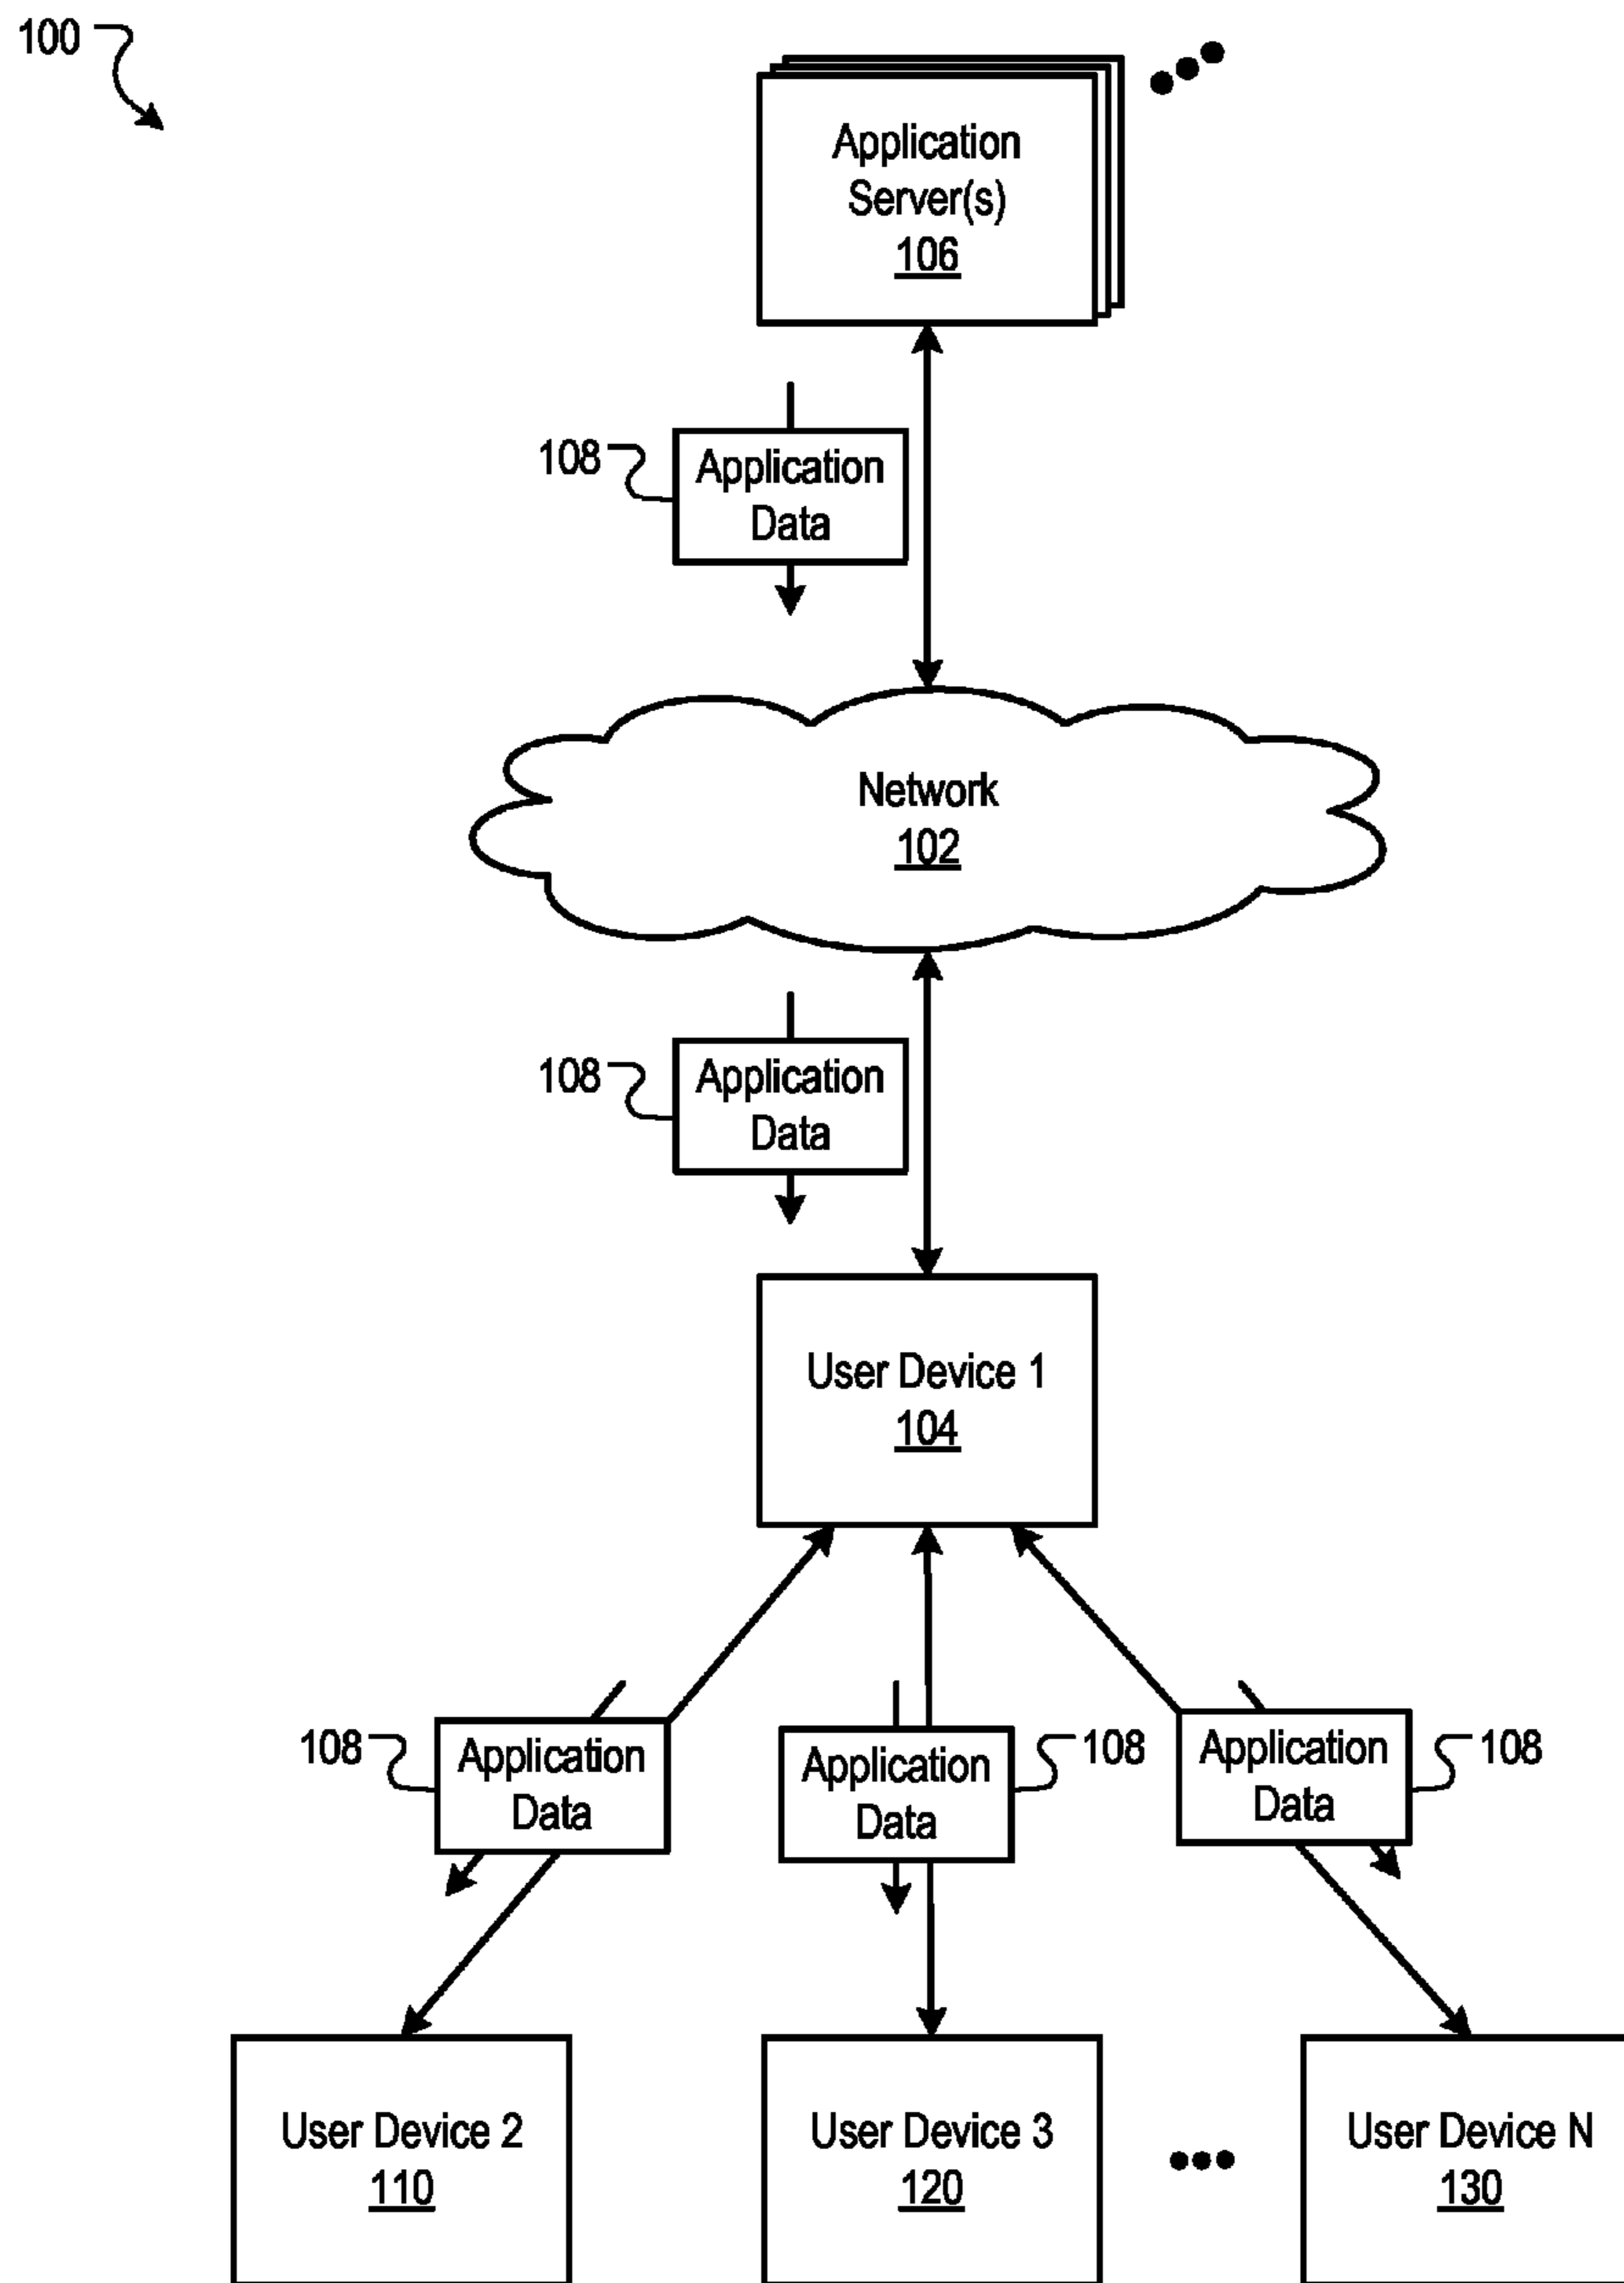 100
Application
Server(s)
106
108
Application
Data
Network
102
108
Application
Data
User Device 1
104
108
Application
Data
Application
Data
108
Application
Data
108
User Device 2
110
User Device 3
120
User Device N
130